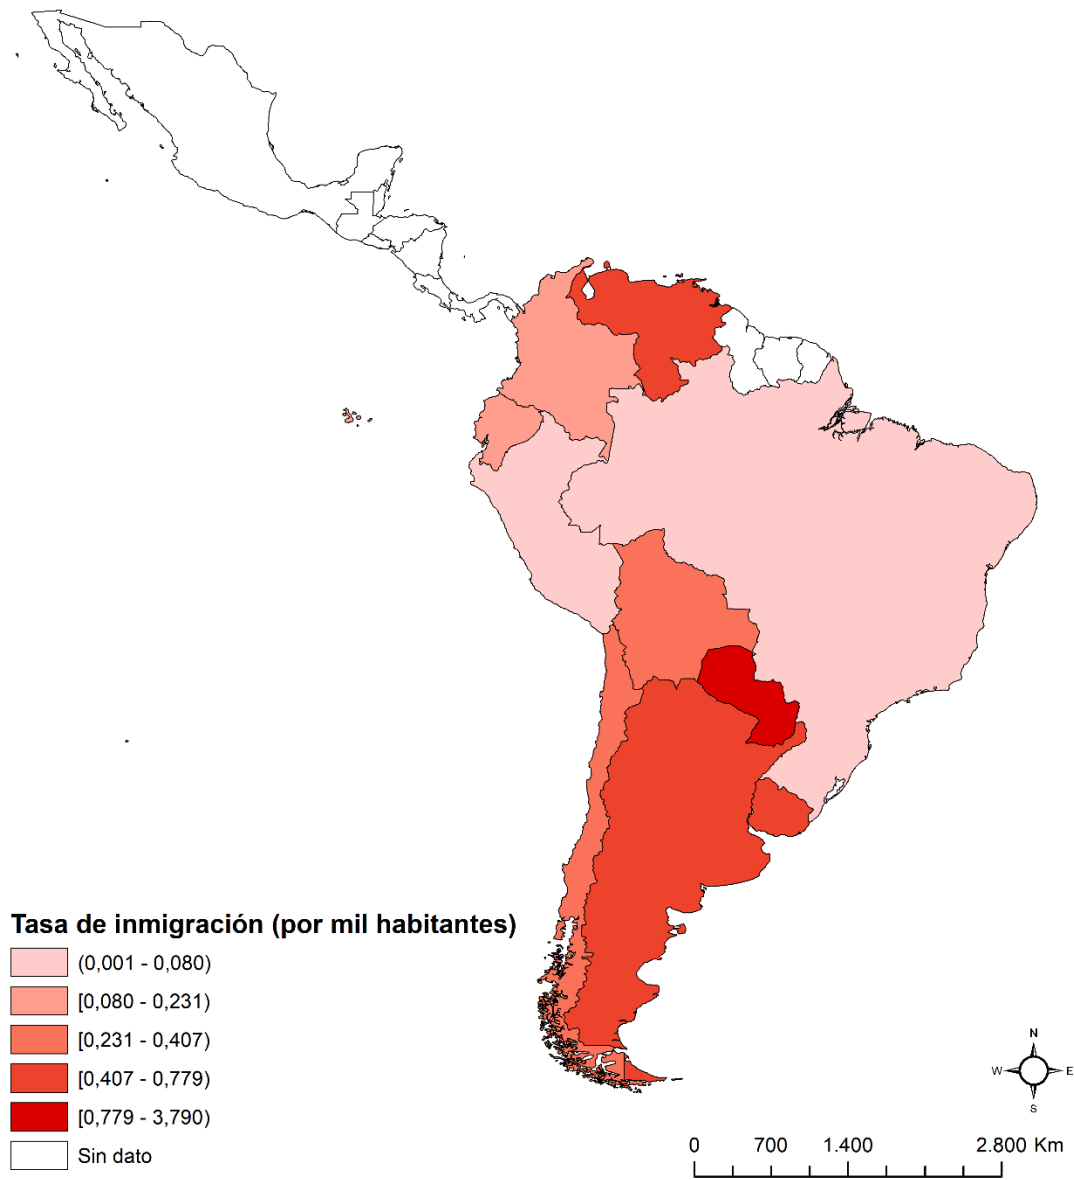 Tasa de inmigración (por mil habitantes)
(0,001 - 0,080)
[0,080 - 0,231)
[0,231 - 0,407)
[0,407 - 0,779)
[0,779 - 3,790)
Sin dato
N
W E
S
0 700 1.400 2.800 Km